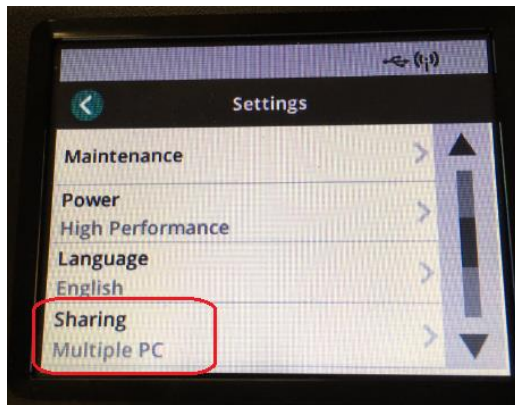 Settings
Maintenance
Power
High Performance
Language
English
Sharing
Multiple PC